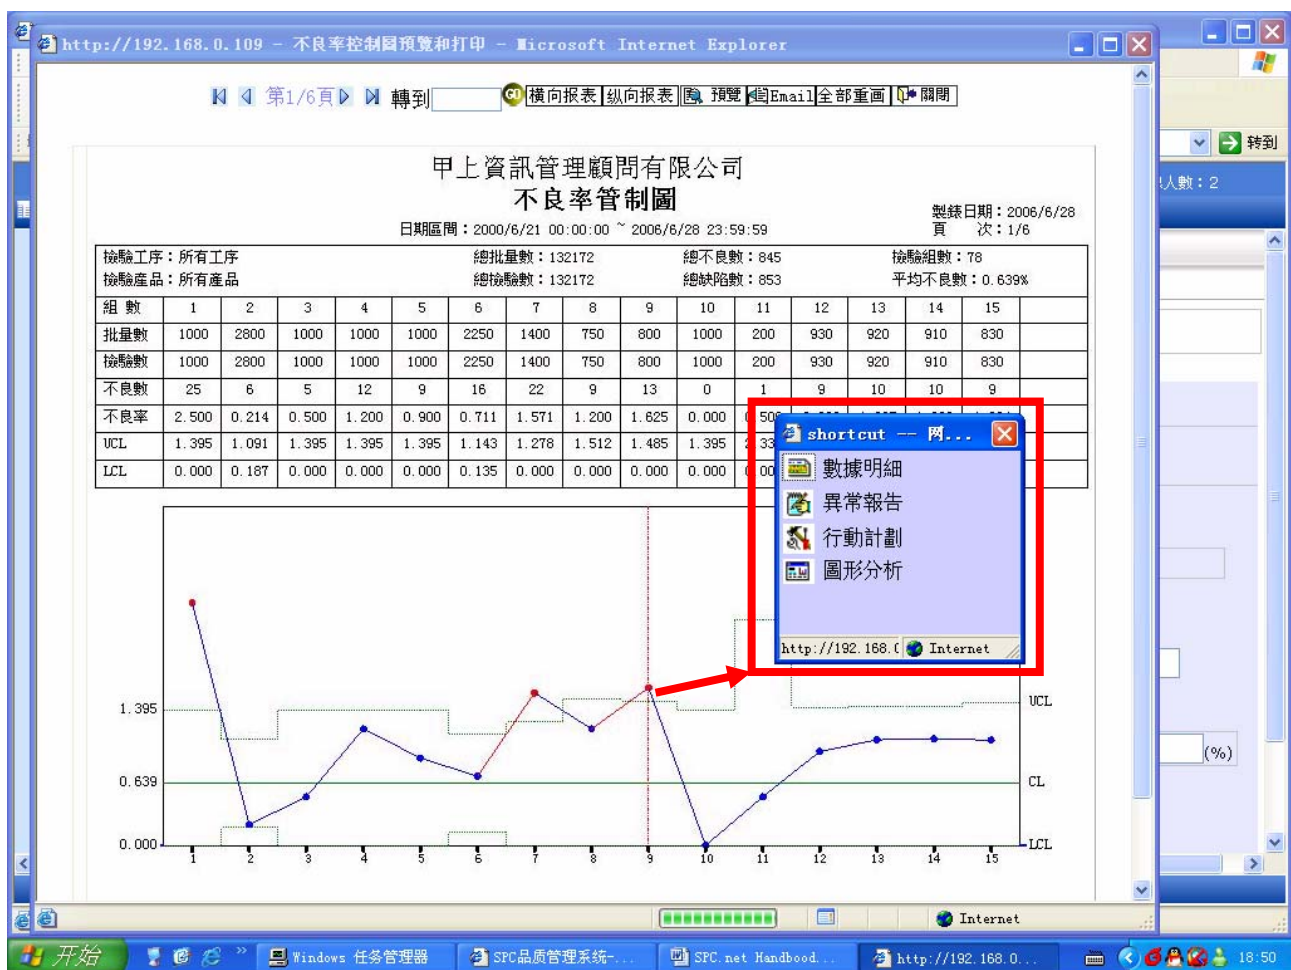 http://192.168.0.109 - 不良率控制圖預覽和打印 - Microsoft Internet Explorer
第1/6頁 轉到 GO 橫向报表 纵向报表 預覽 Email 全部重画 關閉
转到
人數：2
甲上資訊管理顧問有限公司
不良率管制圖
製錶日期：2006/6/28
日期區間：2000/6/21 00:00:00 ~ 2006/6/28 23:59:59
頁 次：1/6
檢驗工序：所有工序 總批量數：132172 總不良數：845 檢驗組數：78
檢驗產品：所有產品 總檢驗數：132172 總缺陷數：853 平均不良數：0.639%
組 數 1 2 3 4 5 6 7 8 9 10 11 12 13 14 15
批量數 1000 2800 1000 1000 1000 2250 1400 750 800 1000 200 930 920 910 830
檢驗數 1000 2800 1000 1000 1000 2250 1400 750 800 1000 200 930 920 910 830
不良數 25 6 5 12 9 16 22 9 13 0 1 9 10 10 9
不良率 2.500 0.214 0.500 1.200 0.900 0.711 1.571 1.200 1.625 0.000
UCL 1.395 1.091 1.395 1.395 1.395 1.143 1.278 1.512 1.485 1.395
LCL 0.000 0.187 0.000 0.000 0.000 0.135 0.000 0.000 0.000 0.000
shortcut -- 网...
數據明細
異常報告
行動計劃
圖形分析
http://192.168.( Internet
1.395 UCL
(%)
0.639 CL
0.000 LCL
1 2 3 4 5 6 7 8 9 10 11 12 13 14 15
Internet
开始 Windows 任务管理器 SPC品质管理系统-... SPC.net Handbood... http://192.168.0... 18:50